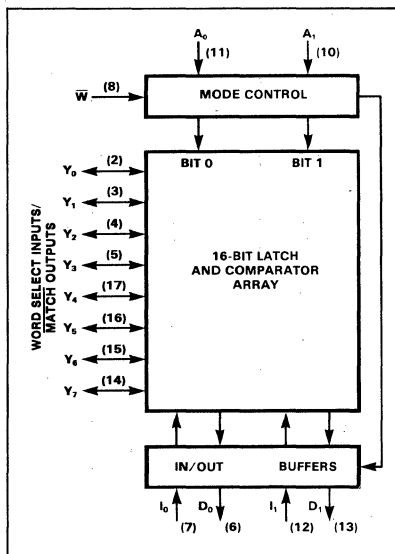 A₀ A₁
(11) (10)
W̅ (8) MODE CONTROL
BIT 0 BIT 1
Y₀ (2)
Y₁ (3)
Y₂ (4)
Y₃ (5)
Y₄ (17)
Y₅ (16)
Y₆ (15)
Y₇ (14)
WORD SELECT INPUTS/
MATCH OUTPUTS
16-BIT LATCH
AND COMPARATOR
ARRAY
IN/OUT BUFFERS
I₀ D₀ I₁ D₁
(7) (6) (12) (13)